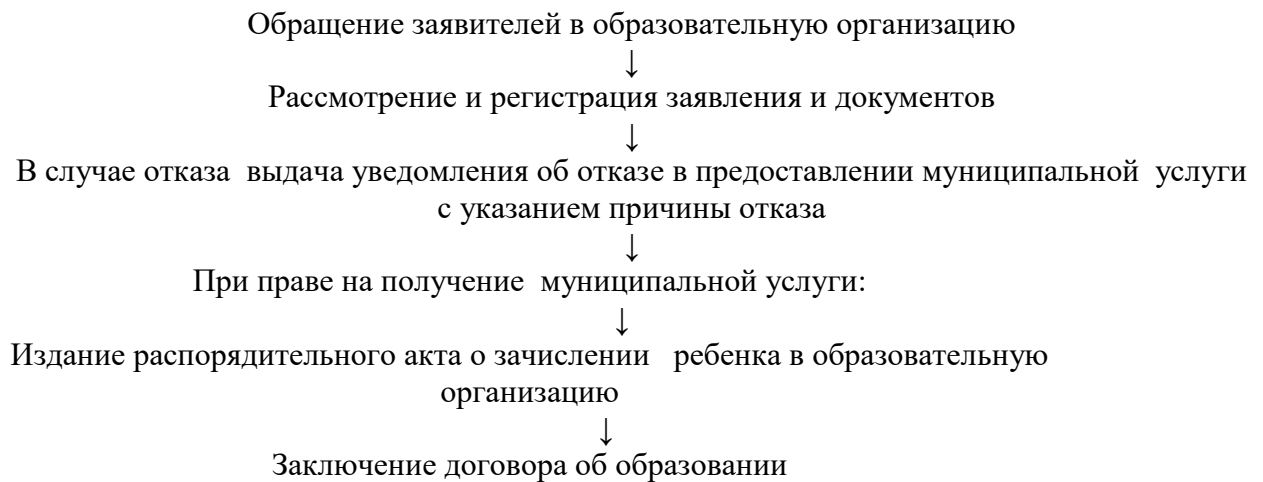 Обращение заявителей в образовательную организацию
↓
Рассмотрение и регистрация заявления и документов
↓
В случае отказа  выдача уведомления об отказе в предоставлении муниципальной  услуги
с указанием причины отказа
↓
При праве на получение  муниципальной услуги:
↓
Издание распорядительного акта о зачислении   ребенка в образовательную
организацию
↓
Заключение договора об образовании